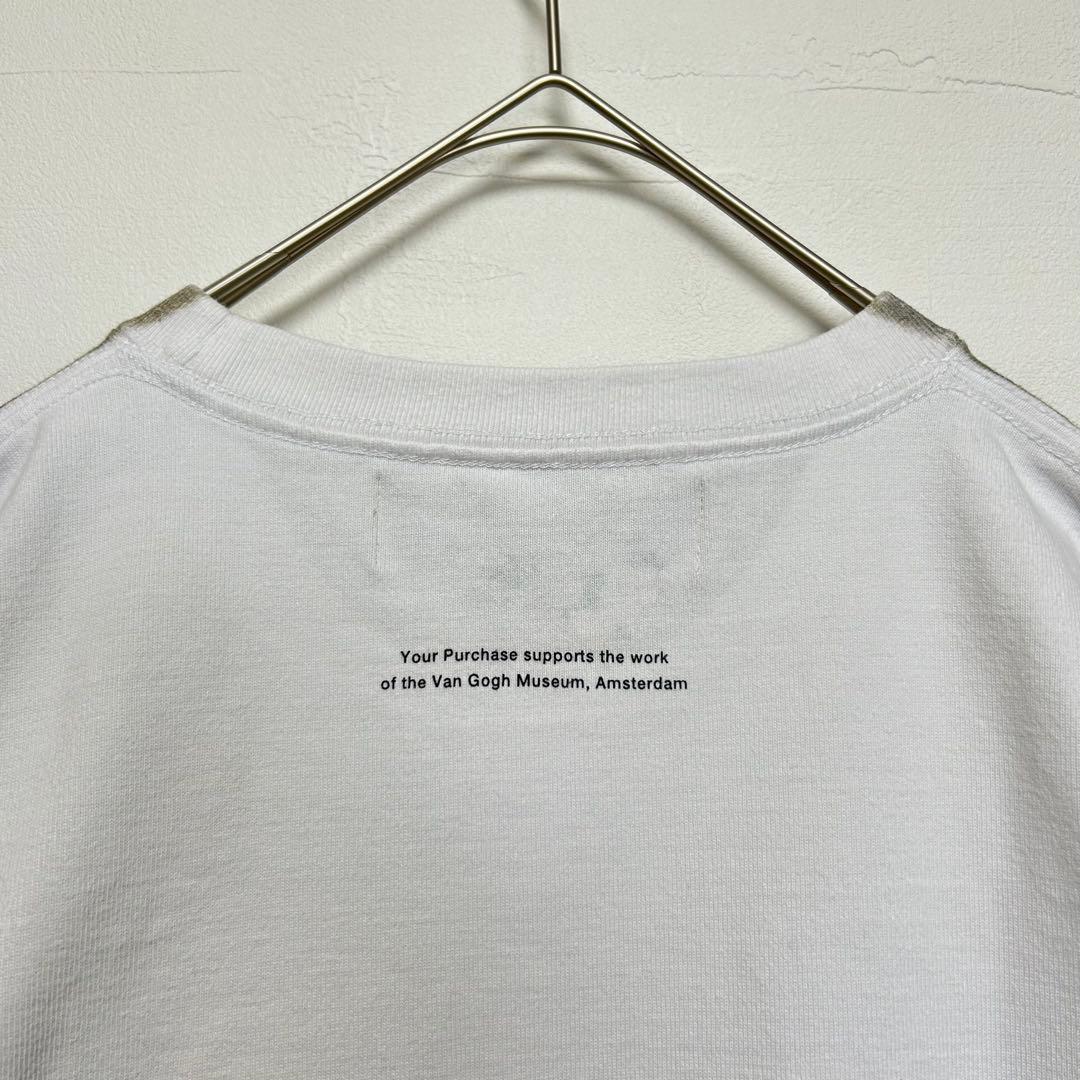 Your Purchase supports the work
of the Van Gogh Museum, Amsterdam